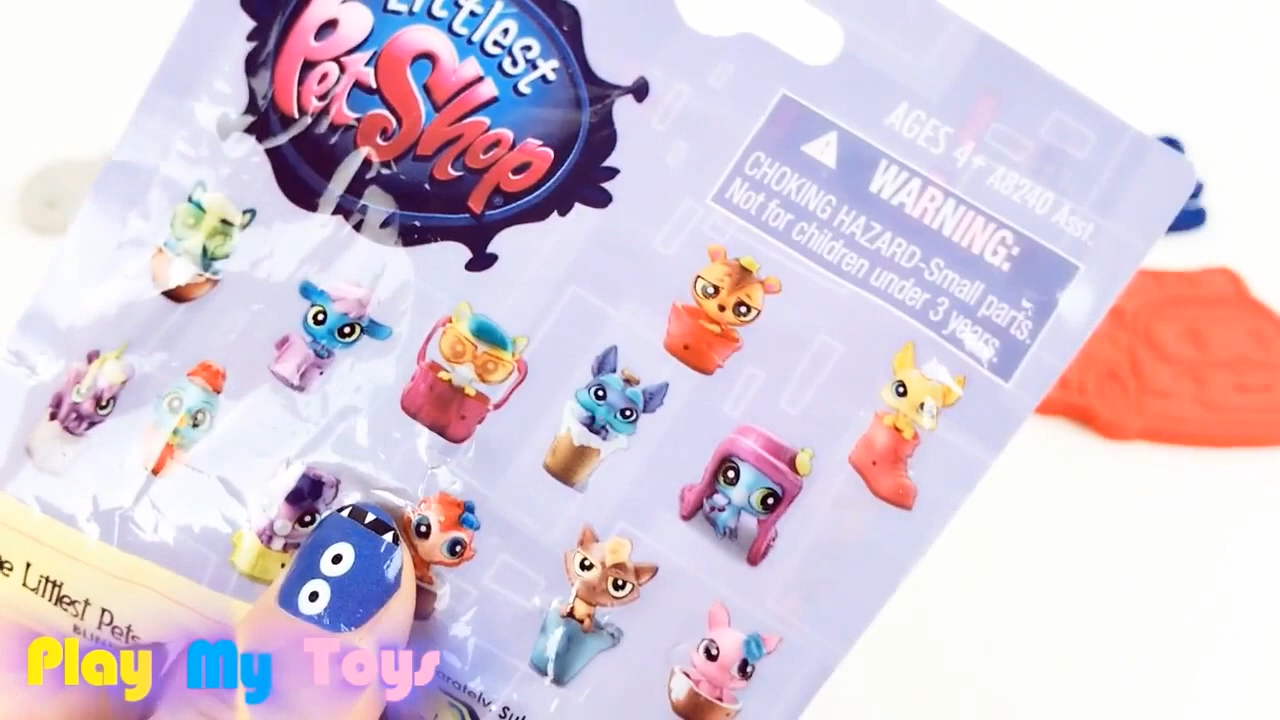 Littlest
Pet Shop
AGES 4+ A8240 Asst.
WARNING:
CHOKING HAZARD-Small parts.
Not for children under 3 years.
Littlest Pets
Play My Toys